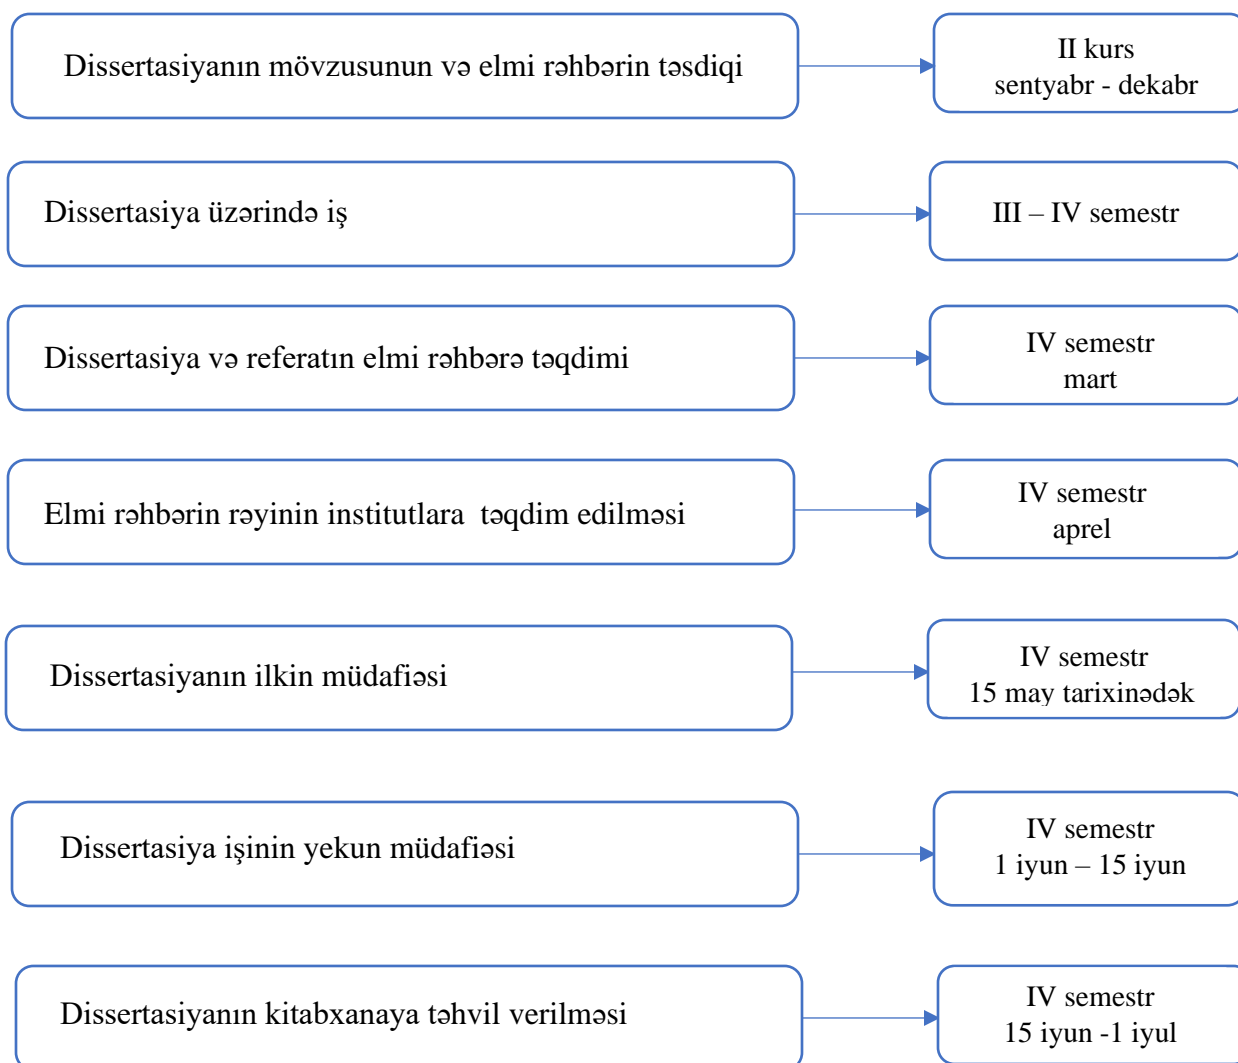 Dissertasiyanın mövzusunun və elmi rəhbərin təsdiqi
II kurs
sentyabr - dekabr
Dissertasiya üzərində iş
III – IV semestr
Dissertasiya və referatın elmi rəhbərə təqdimi
IV semestr
mart
Elmi rəhbərin rəyinin institutlara təqdim edilməsi
IV semestr
aprel
Dissertasiyanın ilkin müdafiəsi
IV semestr
15 may tarixinədək
Dissertasiya işinin yekun müdafiəsi
IV semestr
1 iyun – 15 iyun
Dissertasiyanın kitabxanaya təhvil verilməsi
IV semestr
15 iyun -1 iyul